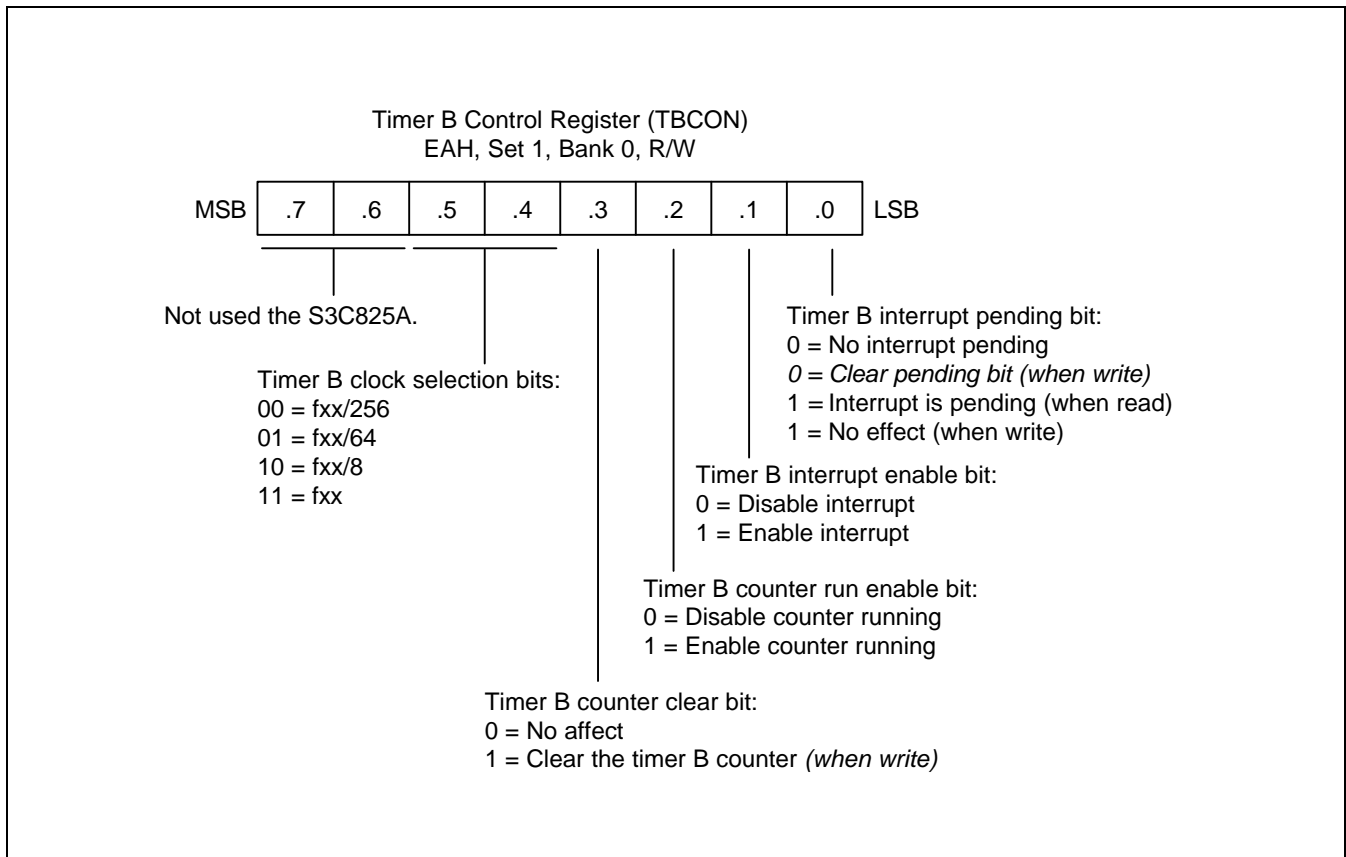 Timer B Control Register (TBCON)
EAH, Set 1, Bank 0, R/W
MSB .7 .6 .5 .4 .3 .2 .1 .0 LSB
Not used the S3C825A.
Timer B clock selection bits:
00 = fxx/256
01 = fxx/64
10 = fxx/8
11 = fxx
Timer B interrupt pending bit:
0 = No interrupt pending
0 = Clear pending bit (when write)
1 = Interrupt is pending (when read)
1 = No effect (when write)
Timer B interrupt enable bit:
0 = Disable interrupt
1 = Enable interrupt
Timer B counter run enable bit:
0 = Disable counter running
1 = Enable counter running
Timer B counter clear bit:
0 = No affect
1 = Clear the timer B counter (when write)